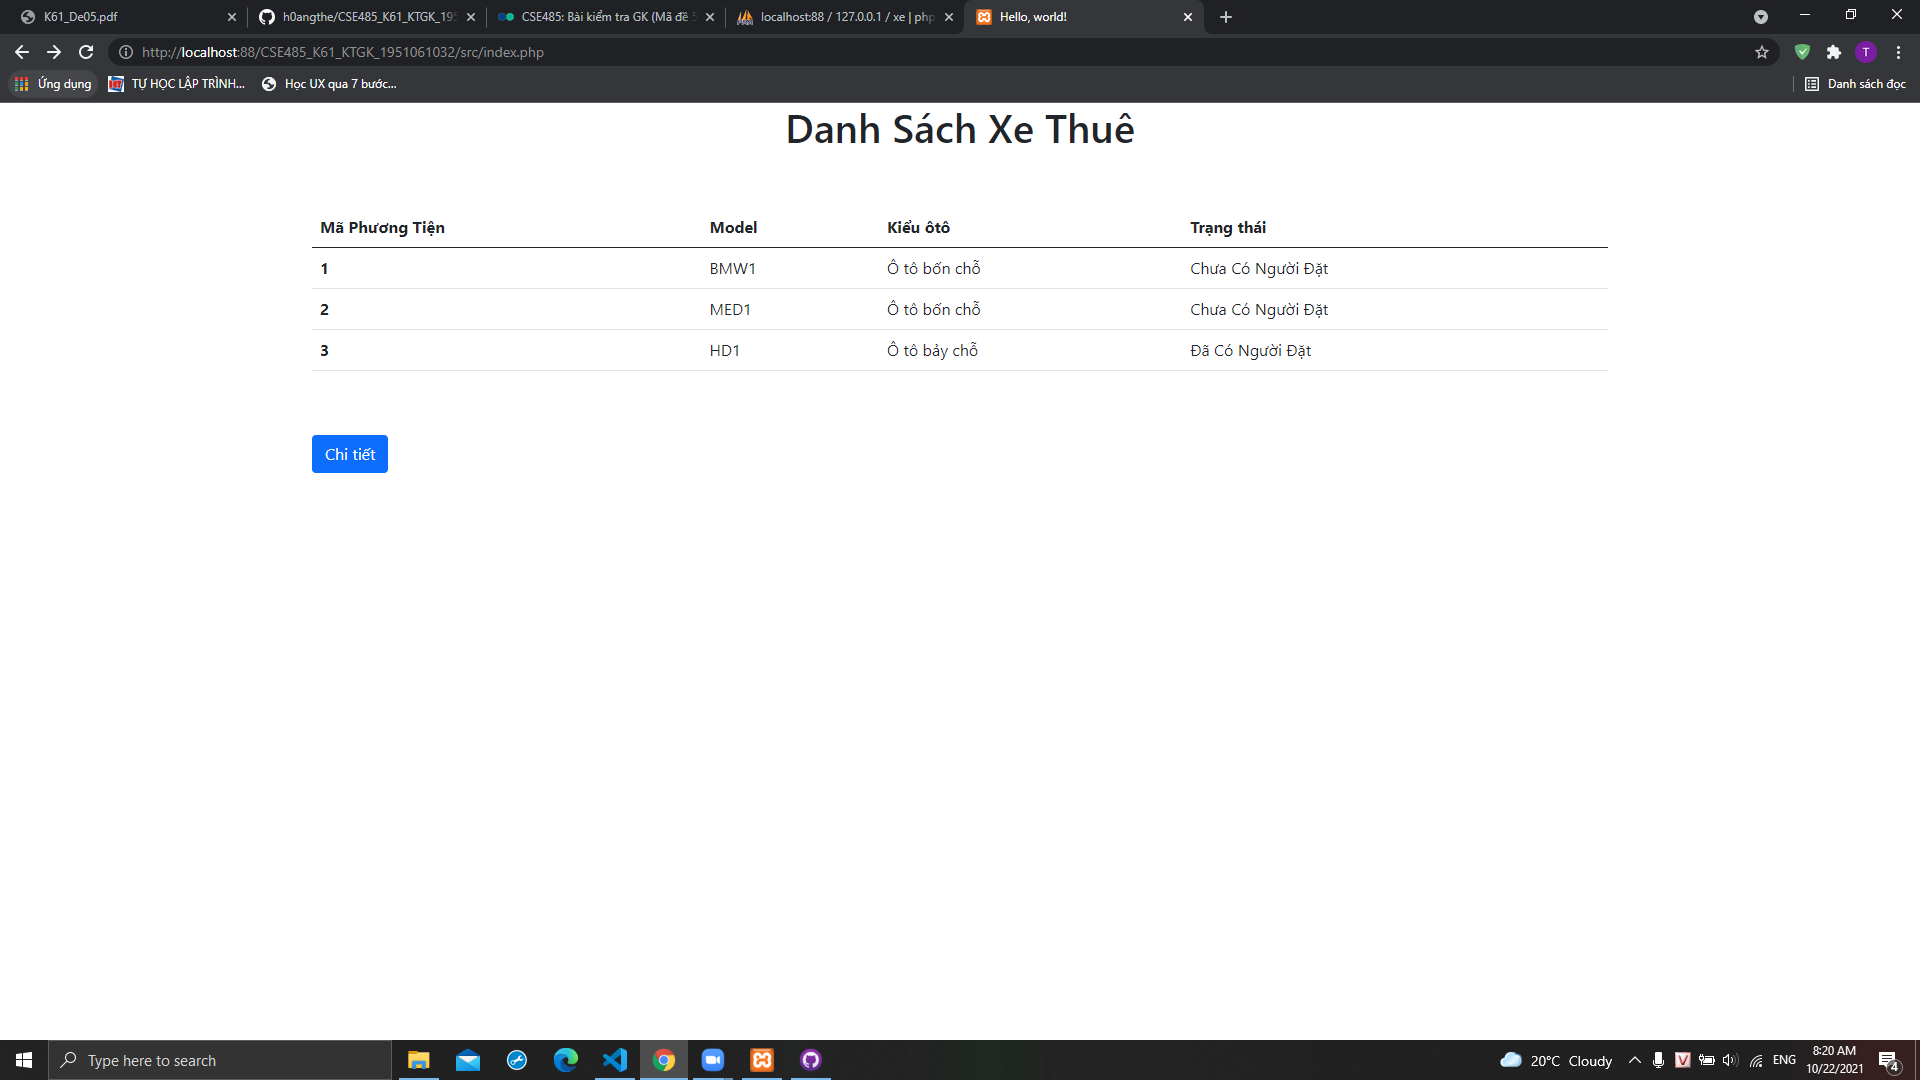 K61_De05.pdf
h0angthe/CSE485_K61_KTGK_195
CSE485: Bài kiểm tra GK (Mã đề 5
localhost:88 / 127.0.0.1 / xe | php
Hello, world!
http://localhost:88/CSE485_K61_KTGK_1951061032/src/index.php
T
Ứng dụng
TỰ HỌC LẬP TRÌNH...
Học UX qua 7 bước...
Danh sách đọc
Danh Sách Xe Thuê
Mã Phương Tiện Model Kiểu ôtô Trạng thái
1 BMW1 Ô tô bốn chỗ Chưa Có Người Đặt
2 MED1 Ô tô bốn chỗ Chưa Có Người Đặt
3 HD1 Ô tô bảy chỗ Đã Có Người Đặt
Chi tiết
Type here to search
20°C Cloudy
V
ENG
8:20 AM
10/22/2021
4